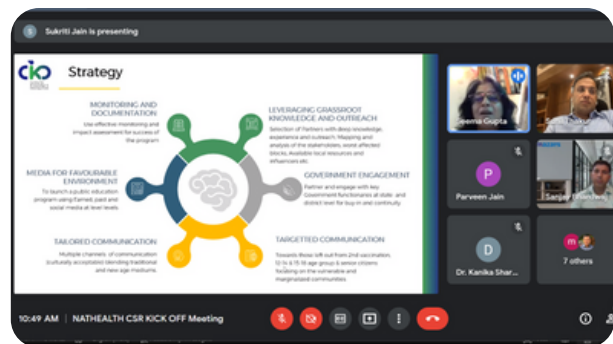 S Sukriti Jain is presenting
Strategy
MONITORING AND
DOCUMENTATION
Use effective monitoring and
impact assessment for success of
the program
LEVERAGING GRASSROOT
KNOWLEDGE AND OUTREACH
Selection of Partners with deep knowledge,
experience and outreach. Mapping and
analysis of the stakeholders, worst affected
blocks, Available local resources and
influencers etc.
MEDIA FOR FAVOURABLE
ENVIRONMENT
To launch a public education
program using Earned, paid and
social media at level levels
GOVERNMENT ENGAGEMENT
Partner and engage with key
Government functionaries at state- and
district level for buy-in and continuity
TAILORED COMMUNICATION
Multiple channels of communication
(culturally acceptable) blending traditional
and new age mediums.
TARGETTED COMMUNICATION
Towards those left out from 2nd vaccination,
12-14 & 15-18 age group & senior citizens
focusing on the vulnerable and
marginalized communities
Seema Gupta
P
Parveen Jain
Sanjay
D
Dr. Kanika Shar...
m
7 others
10:49 AM | NATHEALTH CSR KICK OFF Meeting